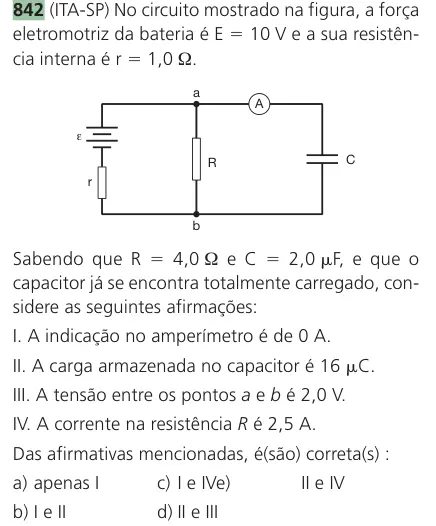 842 (ITA-SP) No circuito mostrado na figura, a força
eletromotriz da bateria é E = 10 V e a sua resistên-
cia interna é r = 1,0 Ω.
a
A
ε
R
C
r
b
Sabendo que R = 4,0 Ω e C = 2,0 μF, e que o
capacitor já se encontra totalmente carregado, con-
sidere as seguintes afirmações:
I. A indicação no amperímetro é de 0 A.
II. A carga armazenada no capacitor é 16 μC.
III. A tensão entre os pontos a e b é 2,0 V.
IV. A corrente na resistência R é 2,5 A.
Das afirmativas mencionadas, é(são) correta(s) :
a) apenas I c) I e IVe) II e IV
b) I e II d) II e III